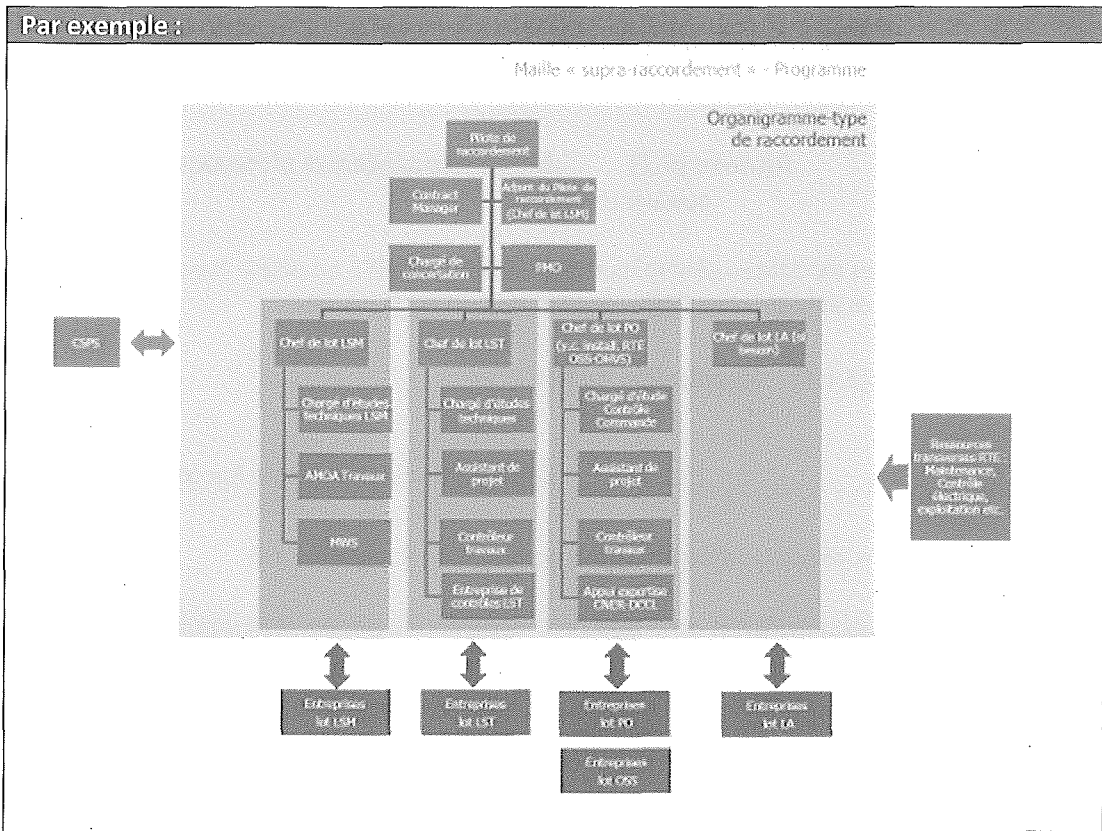 Par exemple :
Maille « supra-raccordement » - Programme
Organigramme-type
de raccordement
Pilote de
raccordement
Contract
Manager
Pilote de
raccordement
(Chef de lot LSM)
Chargé de
concertation
PMO
CSPS
Chef de lot LSM
Chef de lot LST
Chef de lot PO
(y.c. install. RTE
OSS-OHVS)
Chef de lot LA (si
besoin)
Chargé d'études
techniques LSM
Chargé d'études
techniques
Chargé d'étude
Contrôle
Commande
AMOA Travaux
Assistant de
projet
Assistant de
projet
MWS
Contrôleur
travaux
Contrôleur
travaux
Entreprise de
contrôles LST
Appui expertise
CNER-DCCL
Ressources
transverses RTE
Maintenance,
Contrôle
électrique,
exploitation etc.
Entreprises
lot LSM
Entreprises
lot LST
Entreprises
lot PO
Entreprises
lot LA
Entreprises
lot OSS